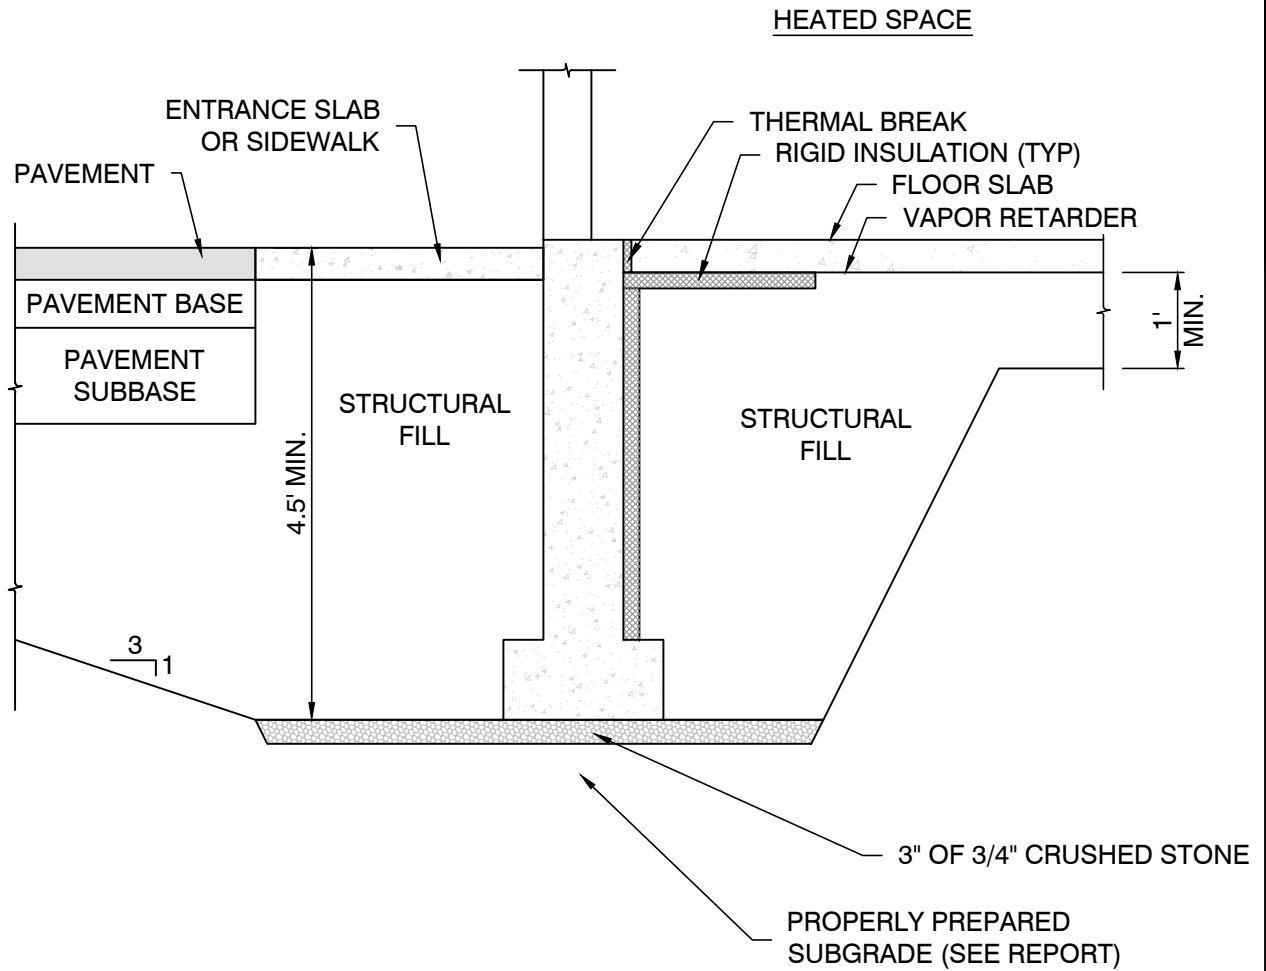 HEATED SPACE
ENTRANCE SLAB
OR SIDEWALK
THERMAL BREAK
RIGID INSULATION (TYP)
PAVEMENT
FLOOR SLAB
VAPOR RETARDER
PAVEMENT BASE
1'
MIN.
PAVEMENT
SUBBASE
STRUCTURAL
FILL
STRUCTURAL
FILL
4.5' MIN.
3
1
3" OF 3/4" CRUSHED STONE
PROPERLY PREPARED
SUBGRADE (SEE REPORT)